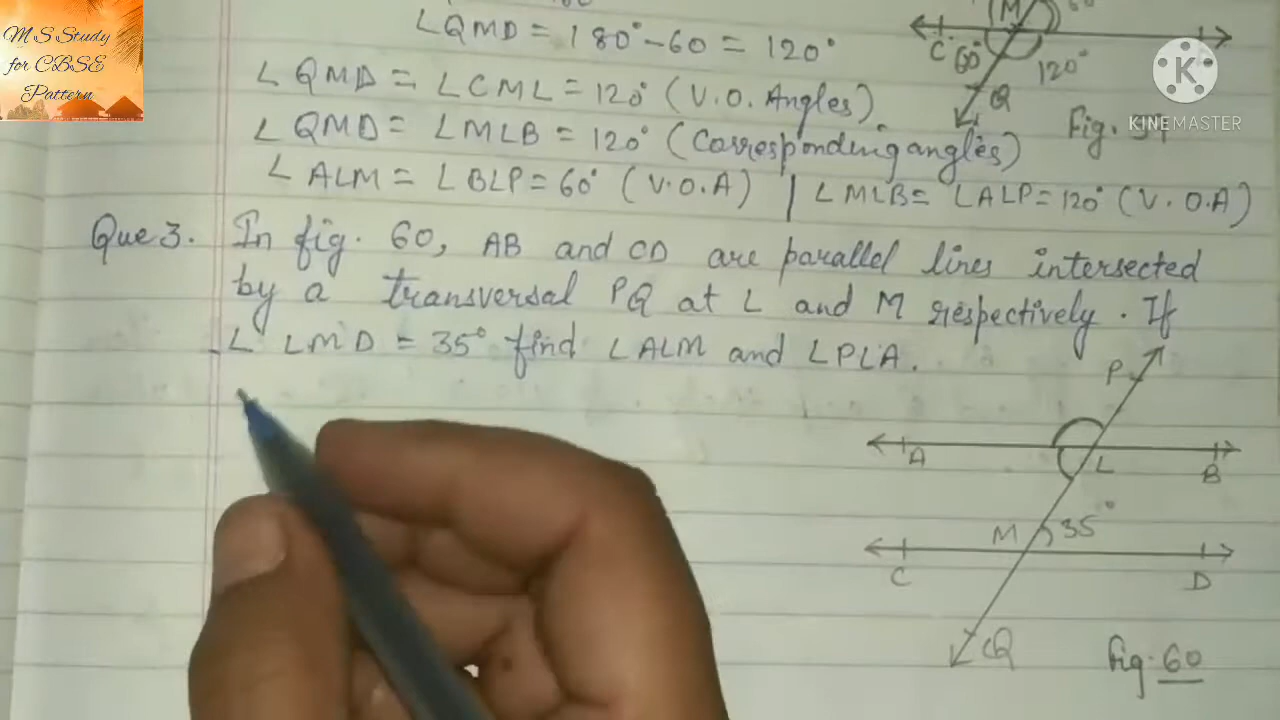 M S Study
for CBSE
Pattern
∠QMD = 180°-60 = 120°
∠QMD = ∠CML = 120° (V.O. Angles)
∠QMD = ∠MLB = 120° (Corresponding angles)
∠ALM = ∠BLP = 60° (V.O.A) | ∠MLB = ∠ALP = 120° (V.O.A)
M
C 60° 120°
Q
Fig.
K
KINEMASTER
Que 3. In fig. 60, AB and CD are parallel lines intersected
by a transversal PQ at L and M respectively. If
∠LMD = 35° find ∠ALM and ∠PLA.
P
A L B
M 35°
C D
Q
Fig. 60